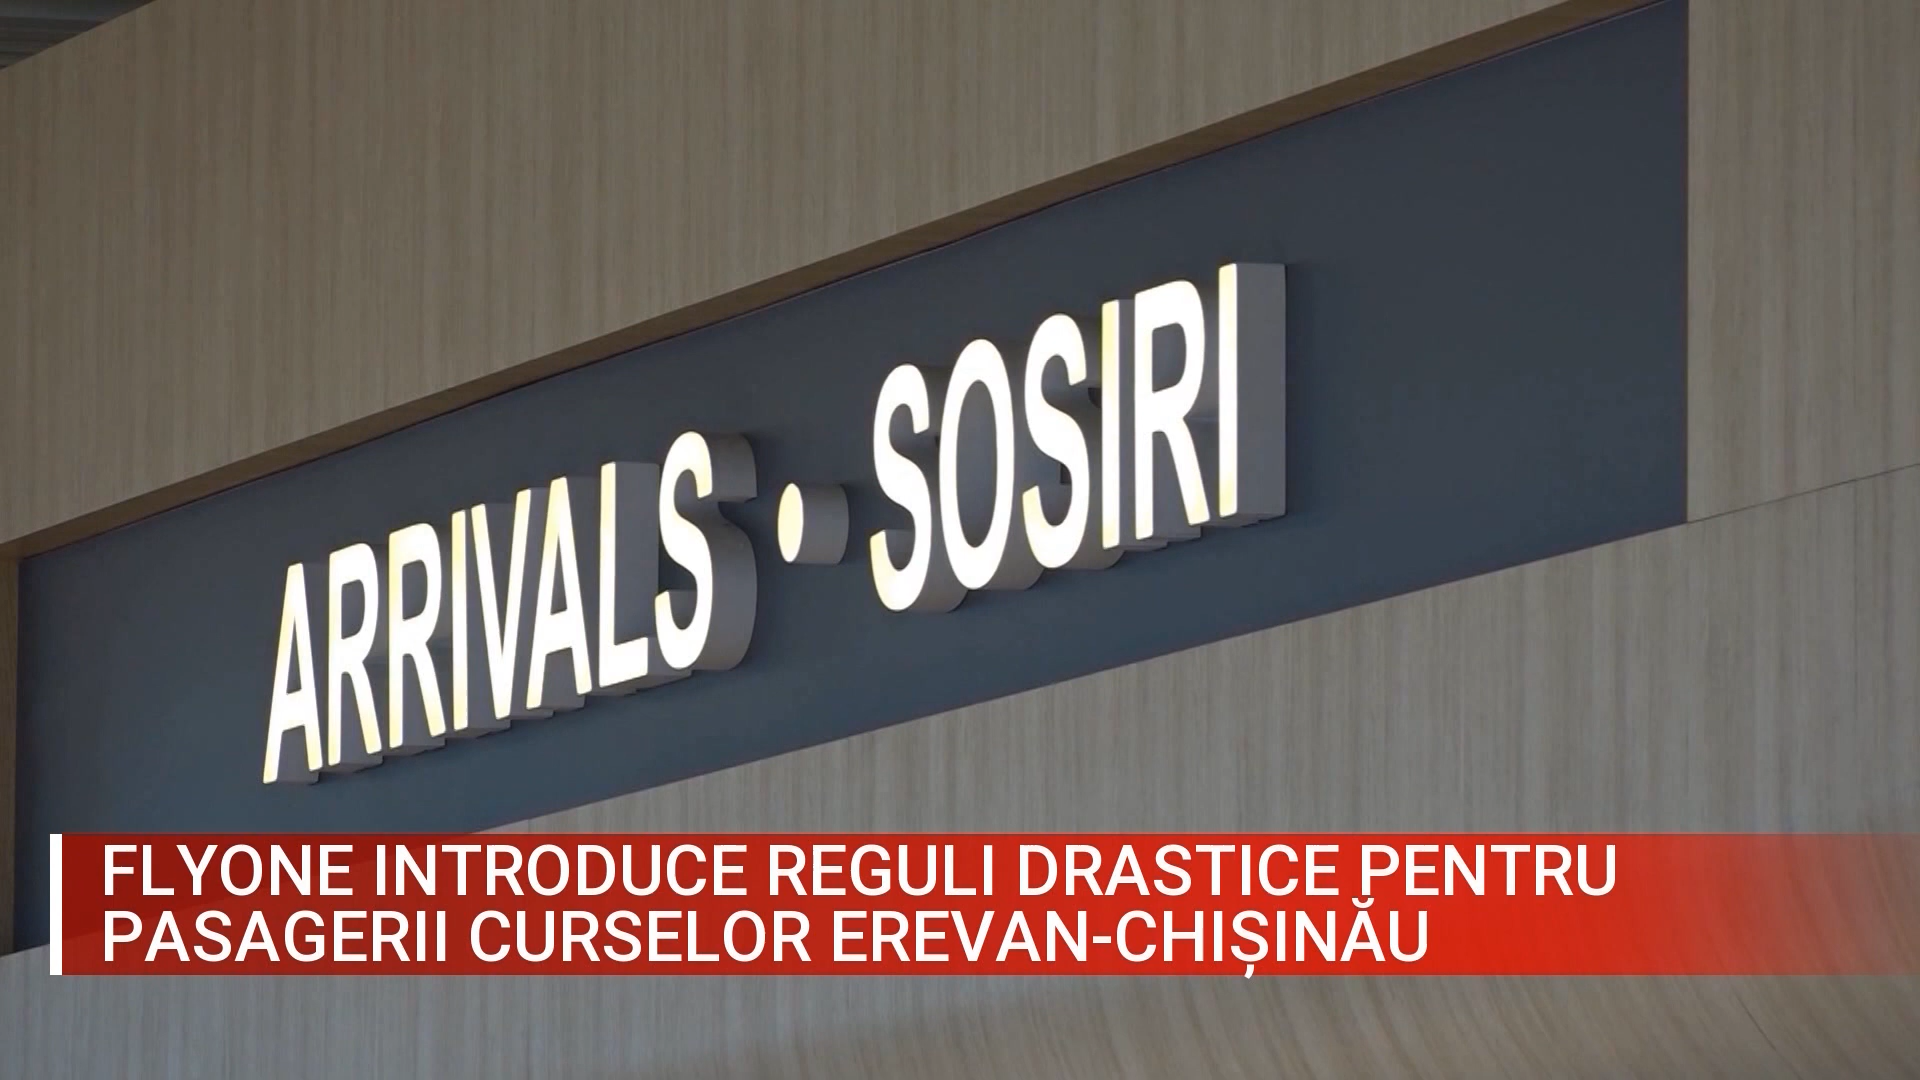 ARRIVALS • SOSIRI
FLYONE INTRODUCE REGULI DRASTICE PENTRU
PASAGERII CURSELOR EREVAN-CHIȘINĂU